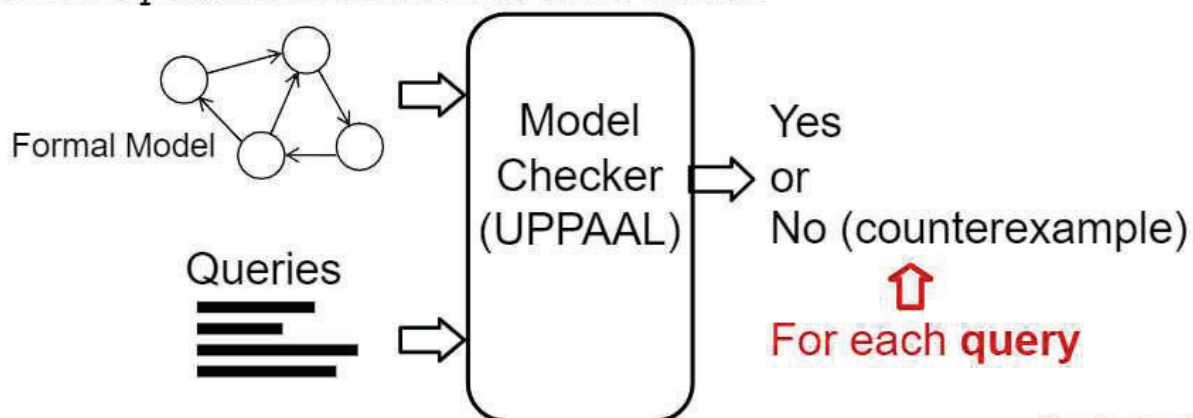 Formal Model
Queries
Model
Checker
(UPPAAL)
Yes
or
No (counterexample)
For each query